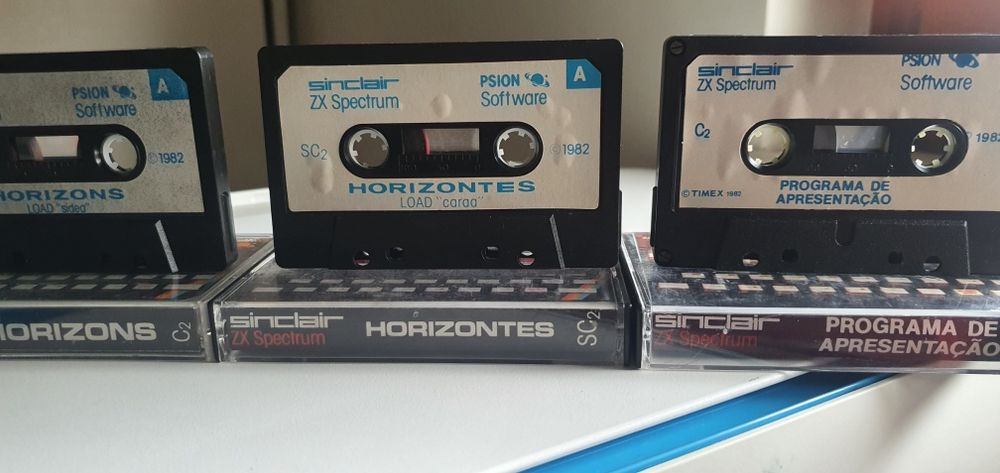 PSION
Software
A
©1982
HORIZONS
LOAD "sidea"
HORIZONS C2
sinclair
ZX Spectrum
PSION
Software
A
SC2
©1982
HORIZONTES
LOAD "caraa"
sinclair
ZX Spectrum
HORIZONTES
SC2
sinclair
ZX Spectrum
PSION
Software
C2
©1982
© TIMEX 1982
PROGRAMA DE
APRESENTAÇÃO
sinclair
ZX Spectrum
PROGRAMA DE
APRESENTAÇÃO